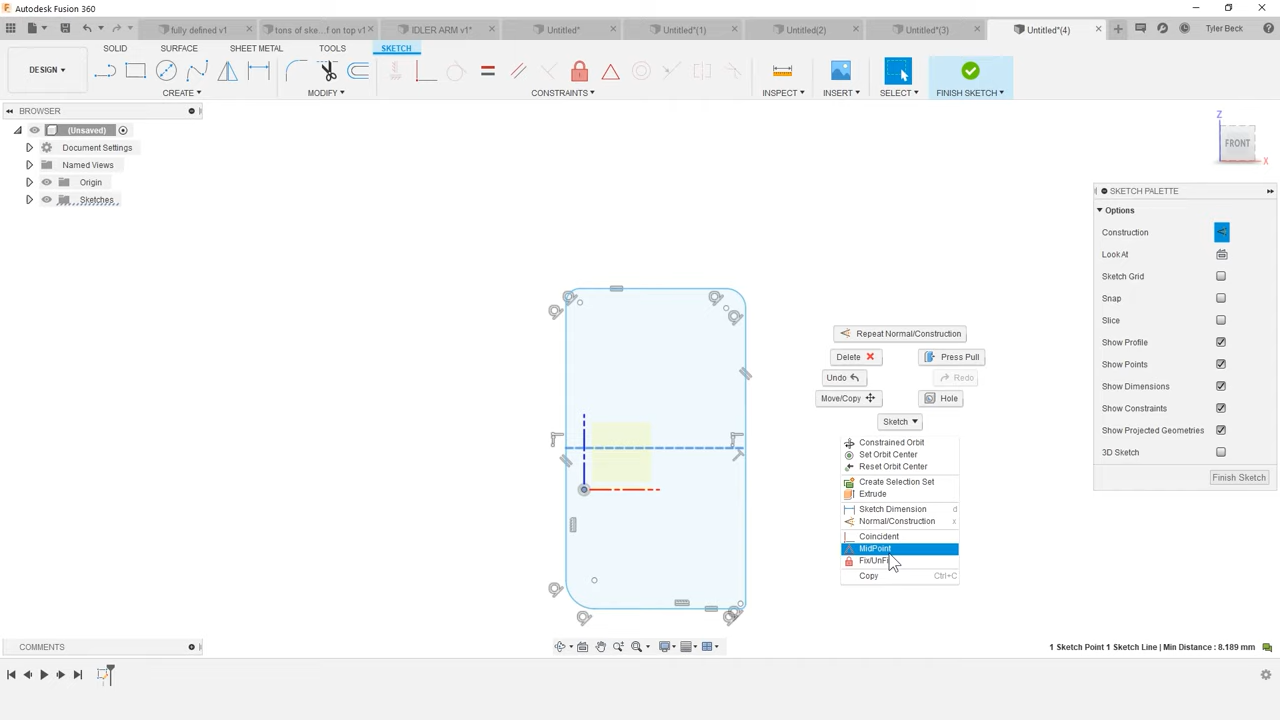 Autodesk Fusion 360
fully defined v1
tons of ske....f on top v1*
IDLER ARM v1*
Untitled*
Untitled*(1)
Untitled(2)
Untitled*(3)
Untitled*(4)
Tyler Beck
DESIGN
SOLID
SURFACE
SHEET METAL
TOOLS
SKETCH
CREATE
MODIFY
CONSTRAINTS
INSPECT
INSERT
SELECT
FINISH SKETCH
BROWSER
(Unsaved)
Document Settings
Named Views
Origin
Sketches
Z
FRONT
X
SKETCH PALETTE
Options
Construction
Look At
Sketch Grid
Snap
Slice
Show Profile
Show Points
Show Dimensions
Show Constraints
Show Projected Geometries
3D Sketch
Finish Sketch
Repeat Normal/Construction
Delete
Press Pull
Undo
Redo
Move/Copy
Hole
Sketch
Constrained Orbit
Set Orbit Center
Reset Orbit Center
Create Selection Set
Extrude
Sketch Dimension d
Normal/Construction x
Coincident
MidPoint
Fix/UnFi
Copy Ctrl+C
COMMENTS
1 Sketch Point 1 Sketch Line | Min Distance : 8.189 mm